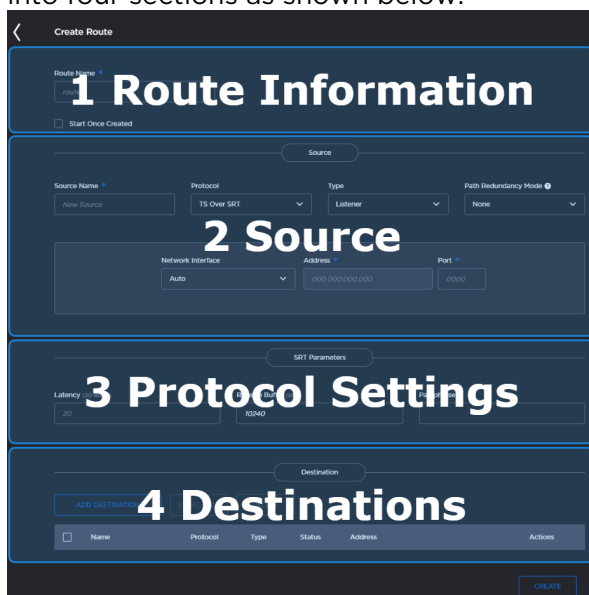 into four sections as shown below:
Create Route
Route Name *
route
1 Route Information
Start Once Created
Source
Source Name * Protocol Type Path Redundancy Mode ?
New Source TS Over SRT Listener None
2 Source
Network Interface Address * Port *
Auto 000.000.000.000 0000
SRT Parameters
3 Protocol Settings
Latency
20 10240
Destination
ADD DESTINATION
4 Destinations
Name Protocol Type Status Address Actions
CREATE